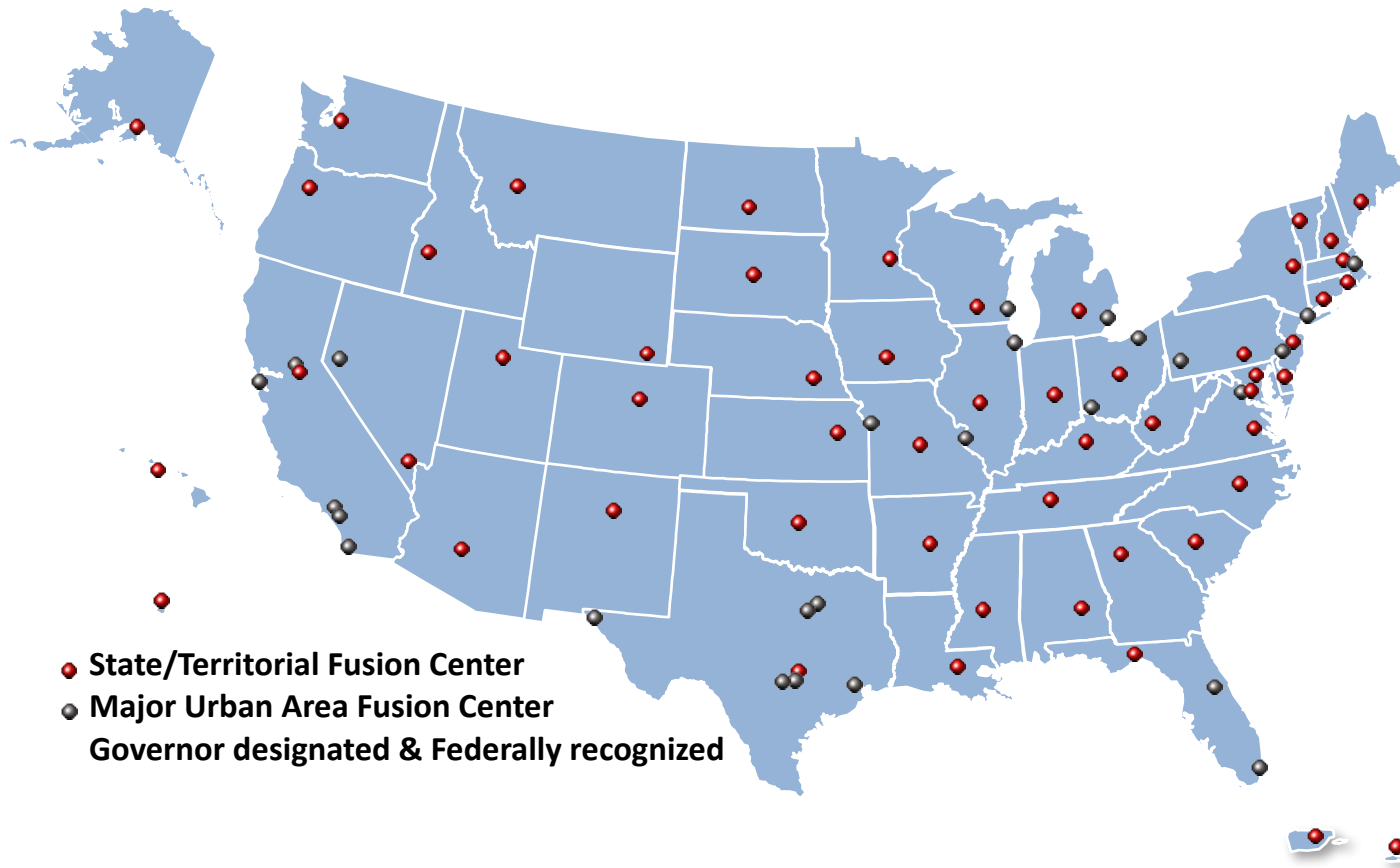 State/Territorial Fusion Center
Major Urban Area Fusion Center
Governor designated & Federally recognized